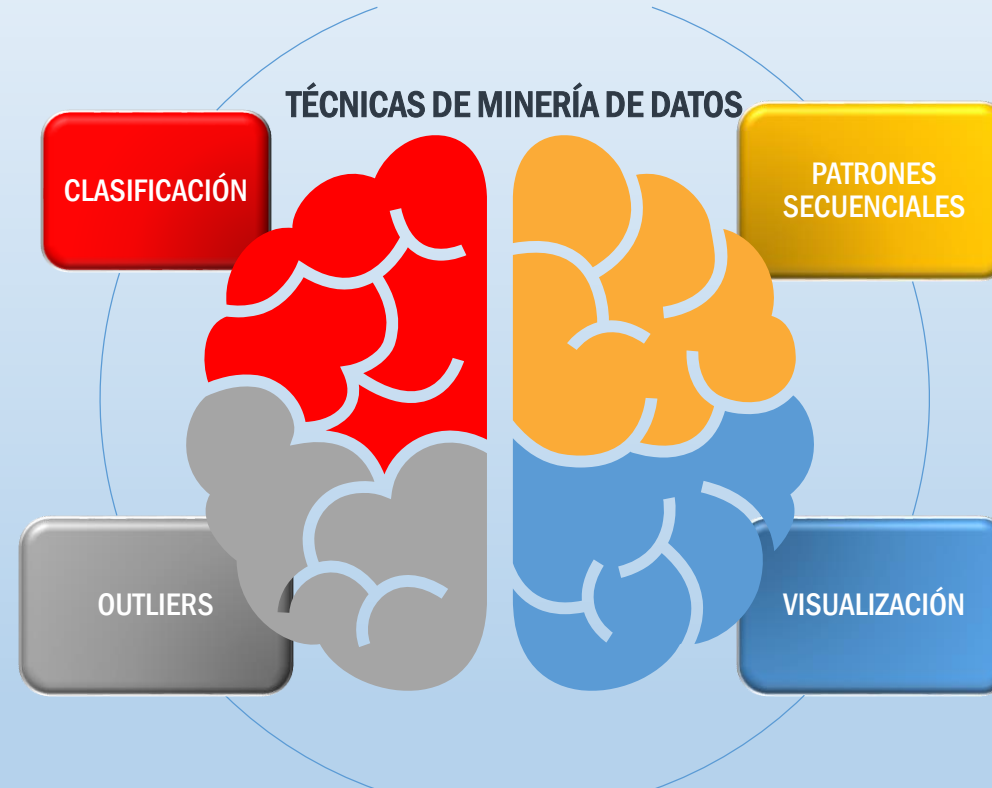 TÉCNICAS DE MINERÍA DE DATOS
CLASIFICACIÓN
PATRONES
SECUENCIALES
OUTLIERS
VISUALIZACIÓN